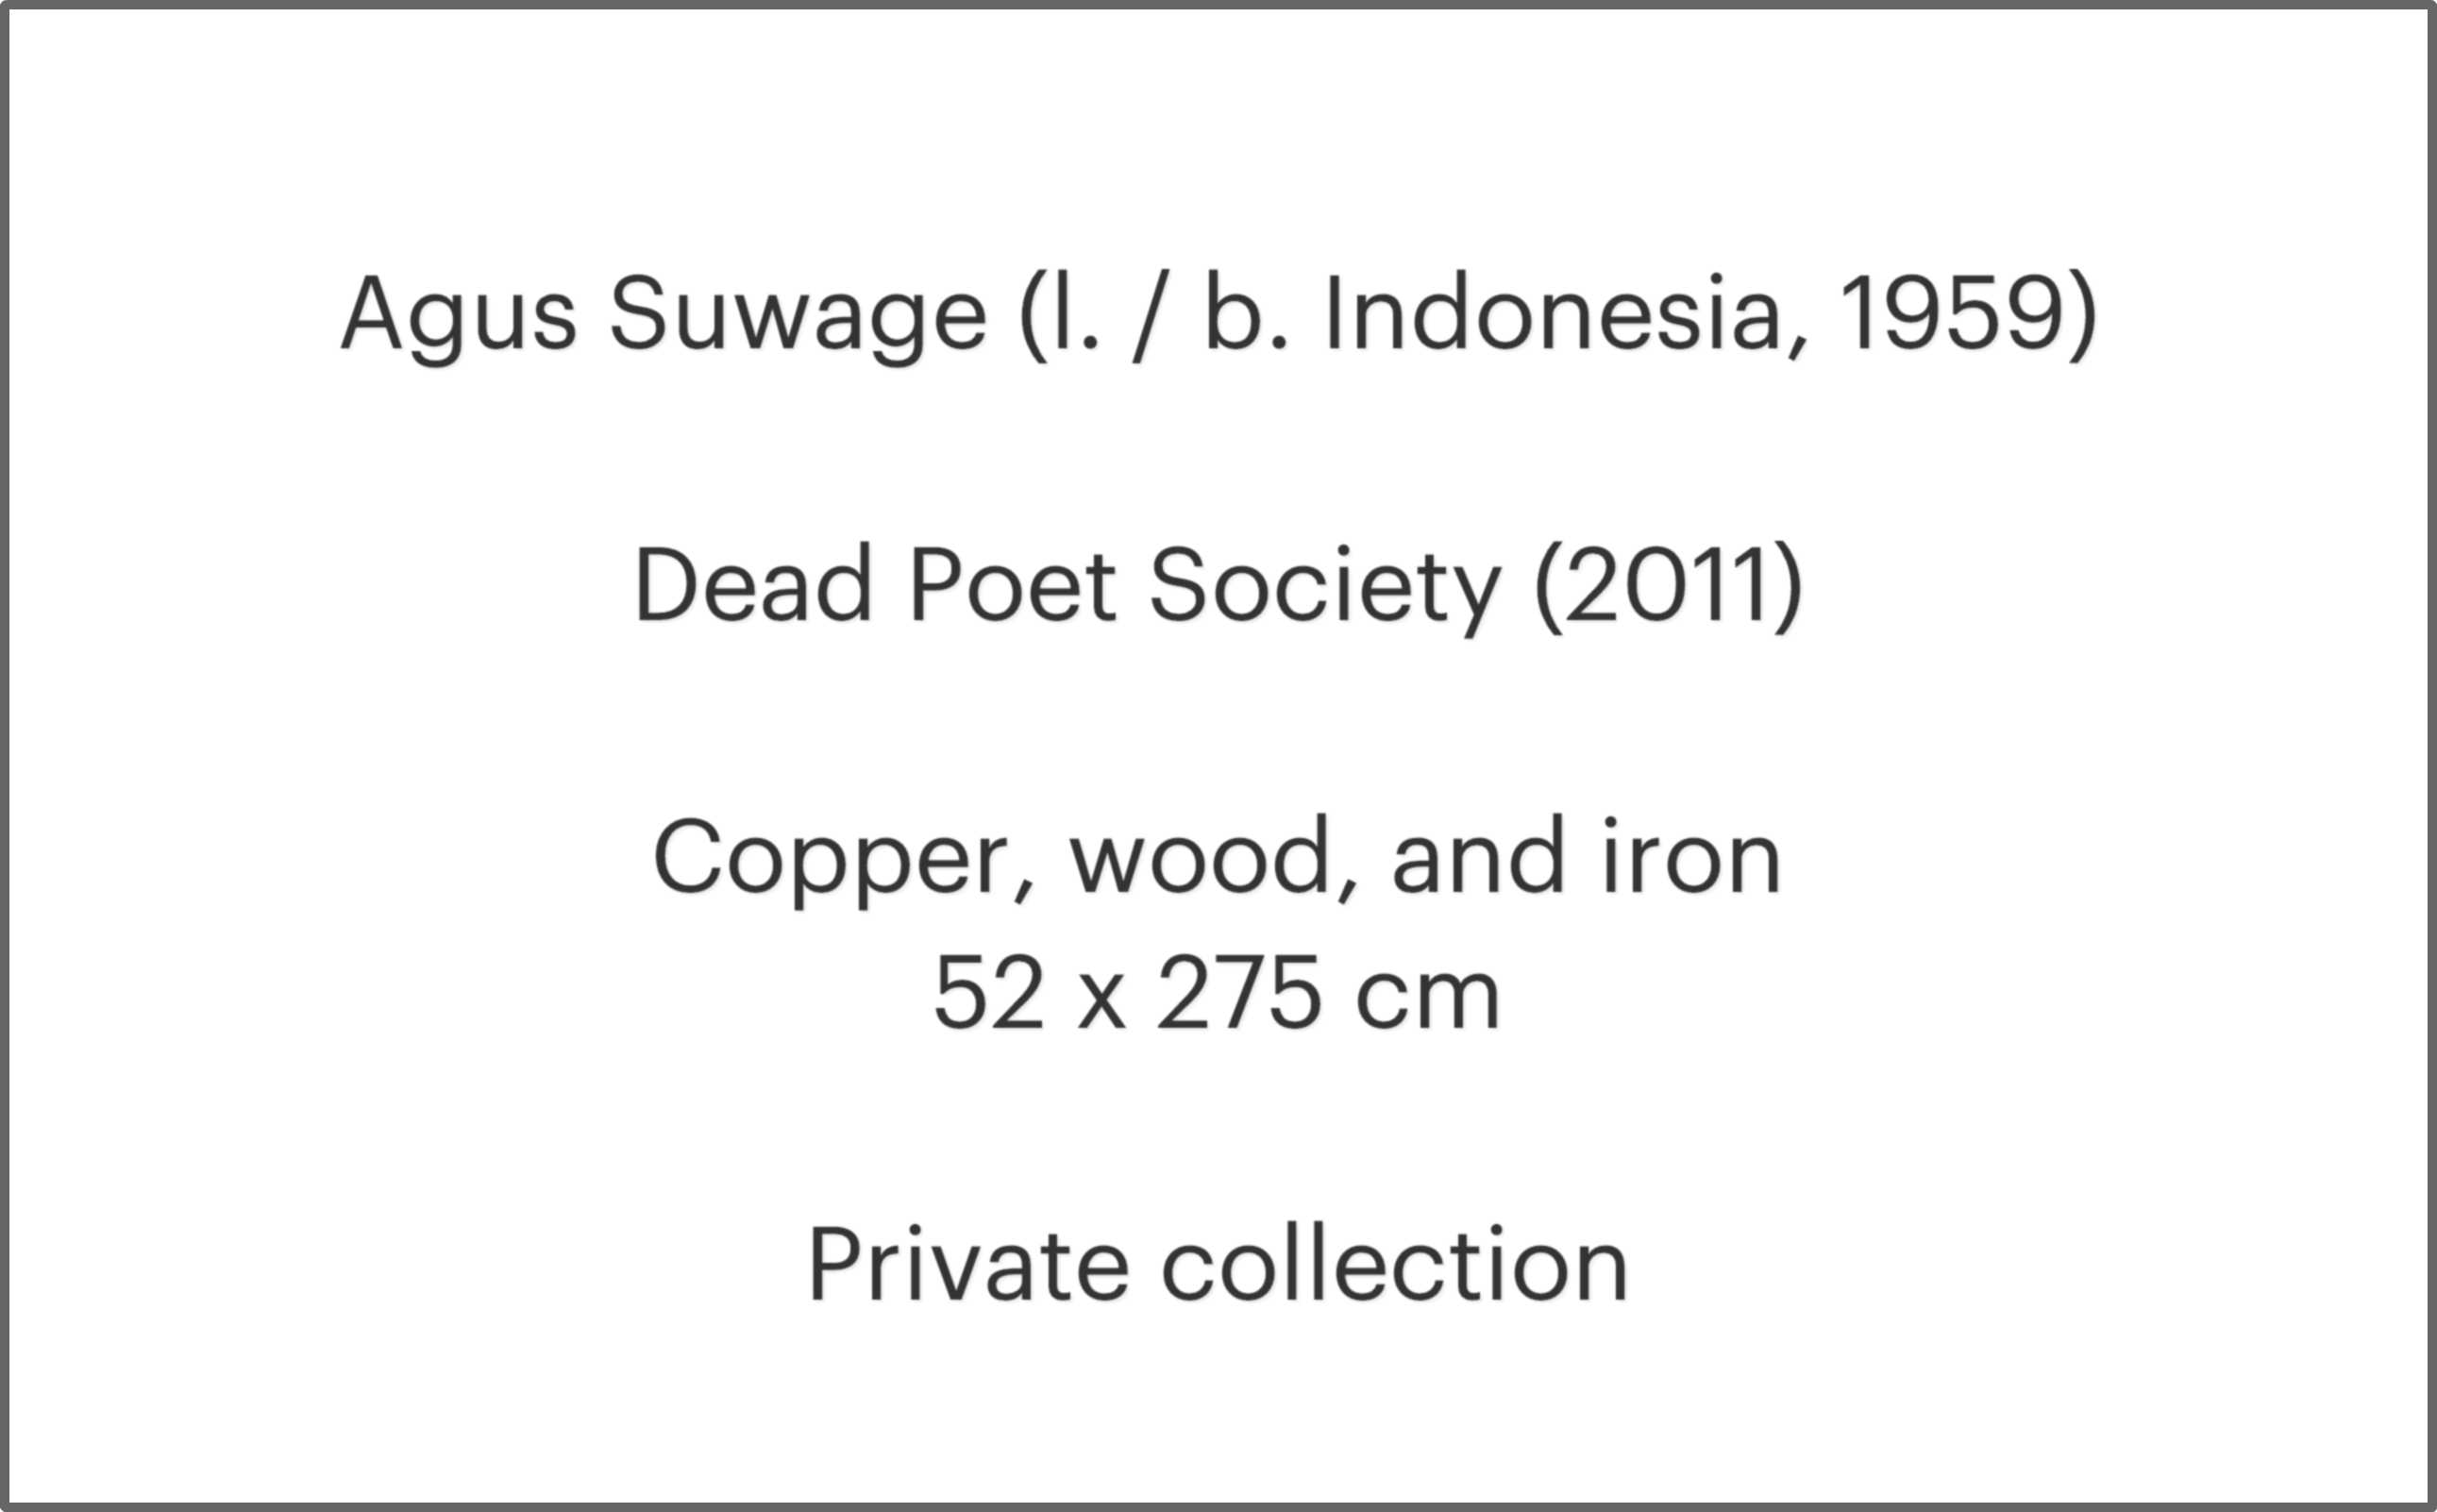 Agus Suwage (l. / b. Indonesia, 1959)
Dead Poet Society (2011)
Copper, wood, and iron
52 x 275 cm
Private collection